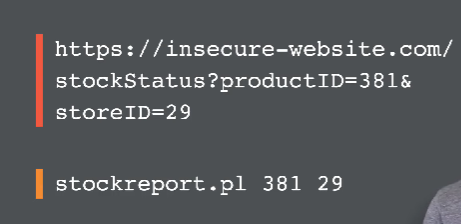 https://insecure-website.com/
stockStatus?productID=381&
storeID=29
stockreport.pl 381 29